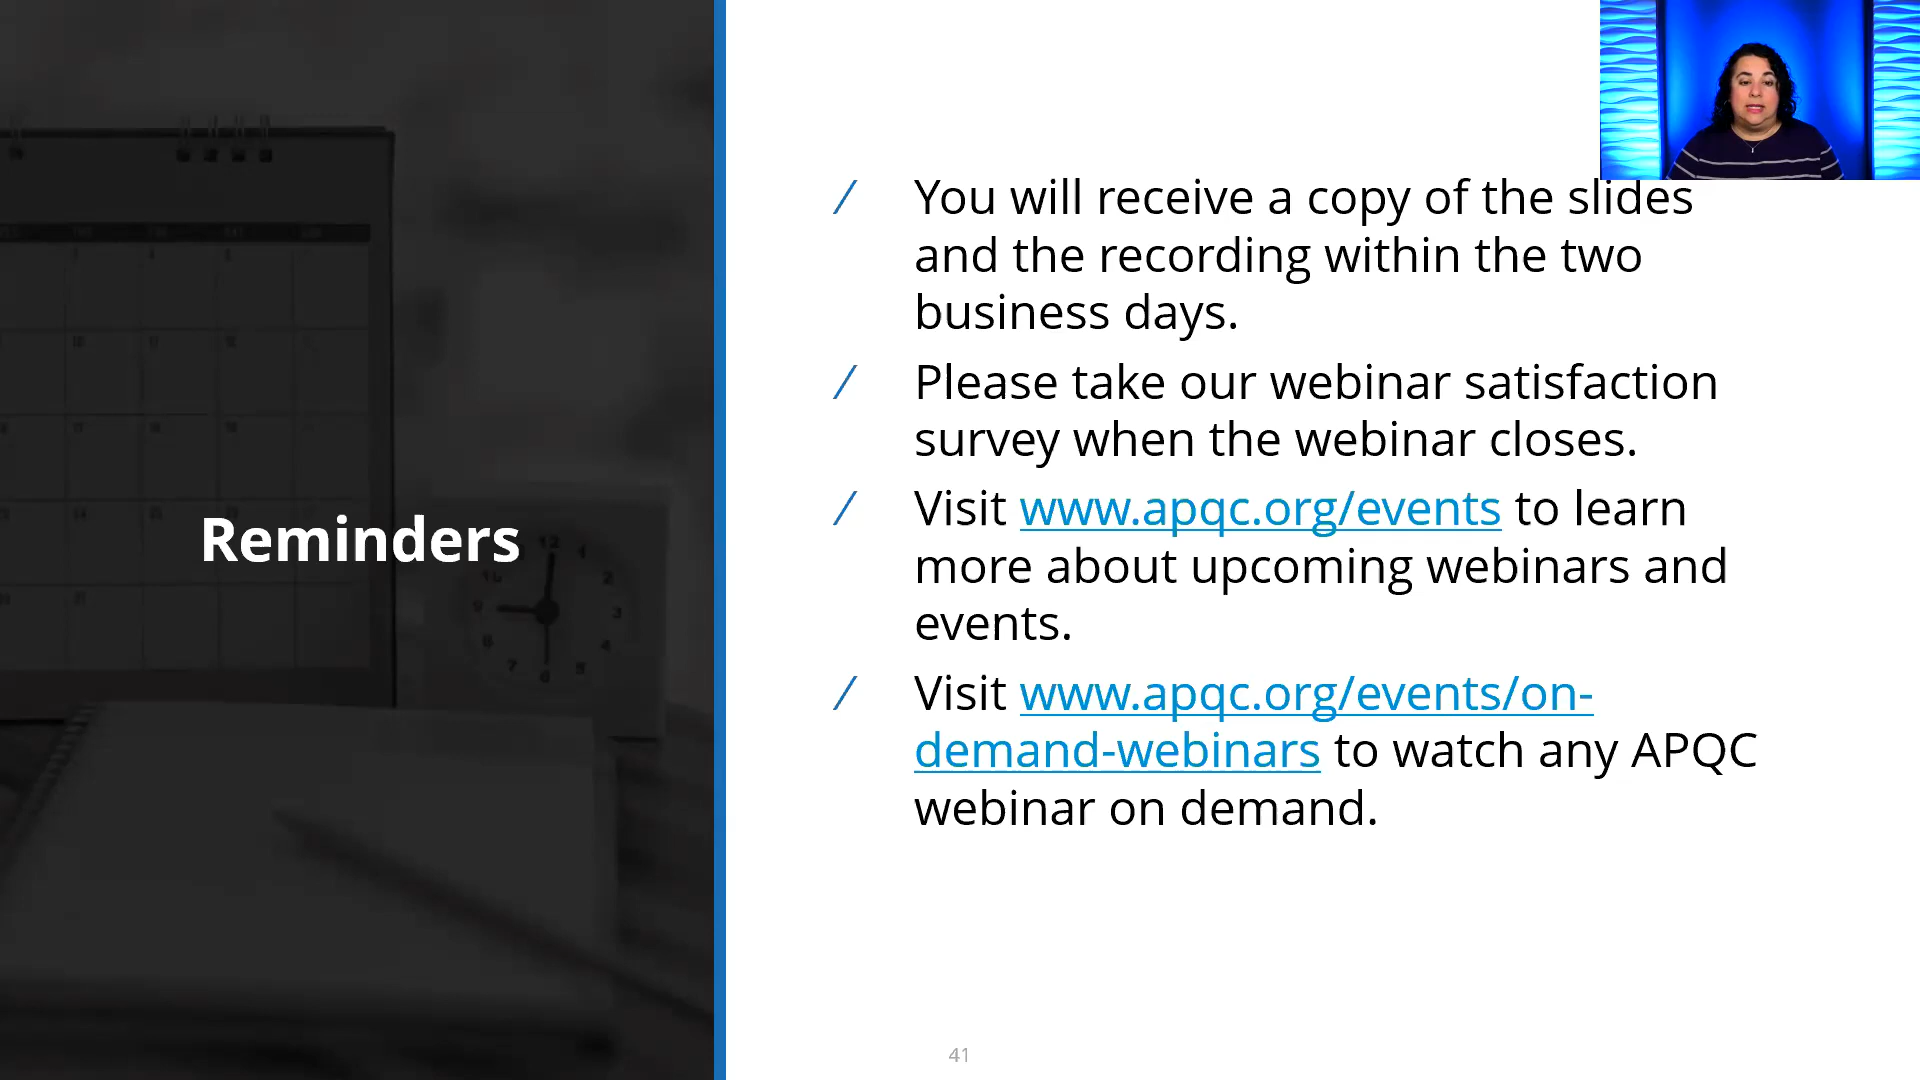 Reminders
/ You will receive a copy of the slides
and the recording within the two
business days.
/ Please take our webinar satisfaction
survey when the webinar closes.
/ Visit www.apqc.org/events to learn
more about upcoming webinars and
events.
/ Visit www.apqc.org/events/on-
demand-webinars to watch any APQC
webinar on demand.
41